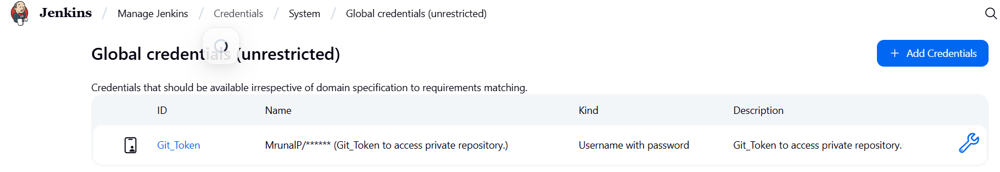 Jenkins / Manage Jenkins / Credentials / System / Global credentials (unrestricted)
Global credentials (unrestricted)
+ Add Credentials
Credentials that should be available irrespective of domain specification to requirements matching.
ID Name Kind Description
Git_Token MrunalP/****** (Git_Token to access private repository.) Username with password Git_Token to access private repository.